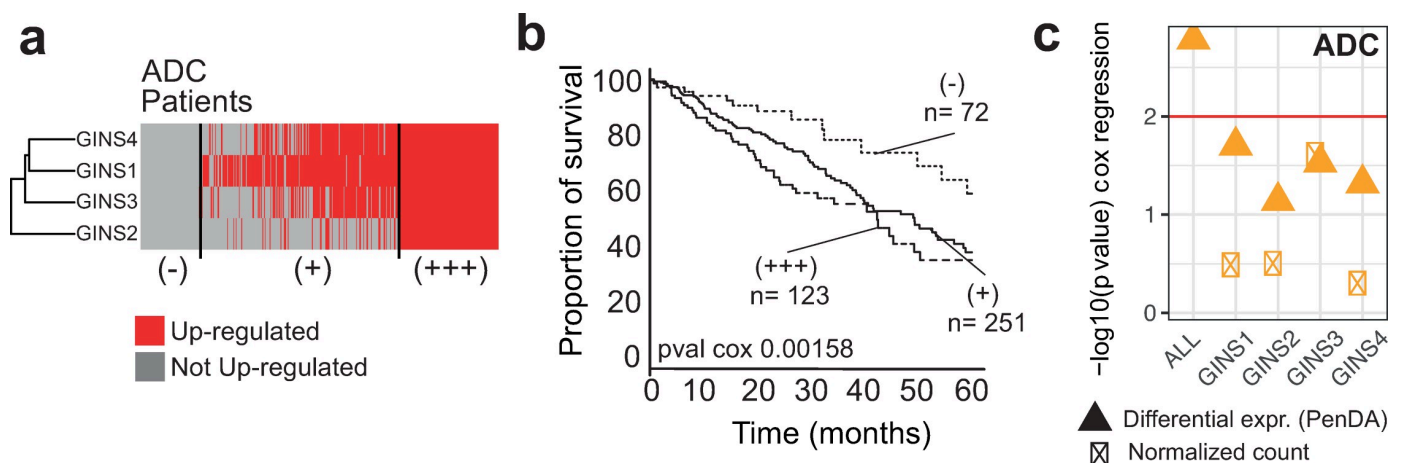 a
ADC
Patients
GINS4
GINS1
GINS3
GINS2
(-)
(+)
(+++)
Up-regulated
Not Up-regulated
b
Proportion of survival
100
80
60
40
20
0
(-)
n= 72
(+++)
n= 123
(+)
n= 251
pval cox 0.00158
0 10 20 30 40 50 60
Time (months)
c
−log10(p value) cox regression
ADC
2
1
0
ALL
GINS1
GINS2
GINS3
GINS4
Differential expr. (PenDA)
Normalized count